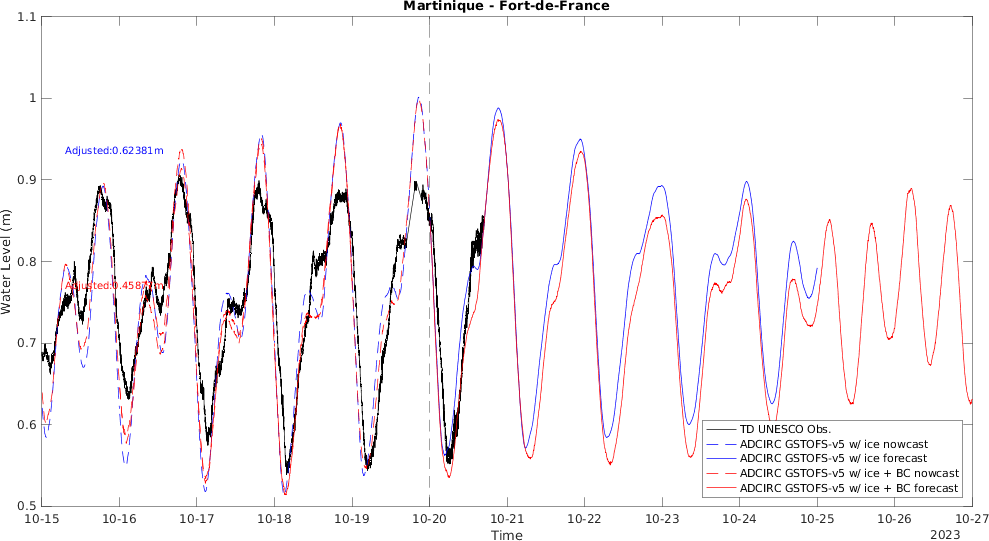 Martinique - Fort-de-France
Water Level (m)
1.1
1
0.9
0.8
0.7
0.6
0.5
Adjusted:0.62381m
10-15
10-16
10-17
10-18
10-19
10-20
10-21
10-22
10-23
10-24
10-25
10-26
10-27
Time
2023
TD UNESCO Obs.
ADCIRC GSTOFS-v5 w/ ice nowcast
ADCIRC GSTOFS-v5 w/ ice forecast
ADCIRC GSTOFS-v5 w/ ice + BC nowcast
ADCIRC GSTOFS-v5 w/ ice + BC forecast